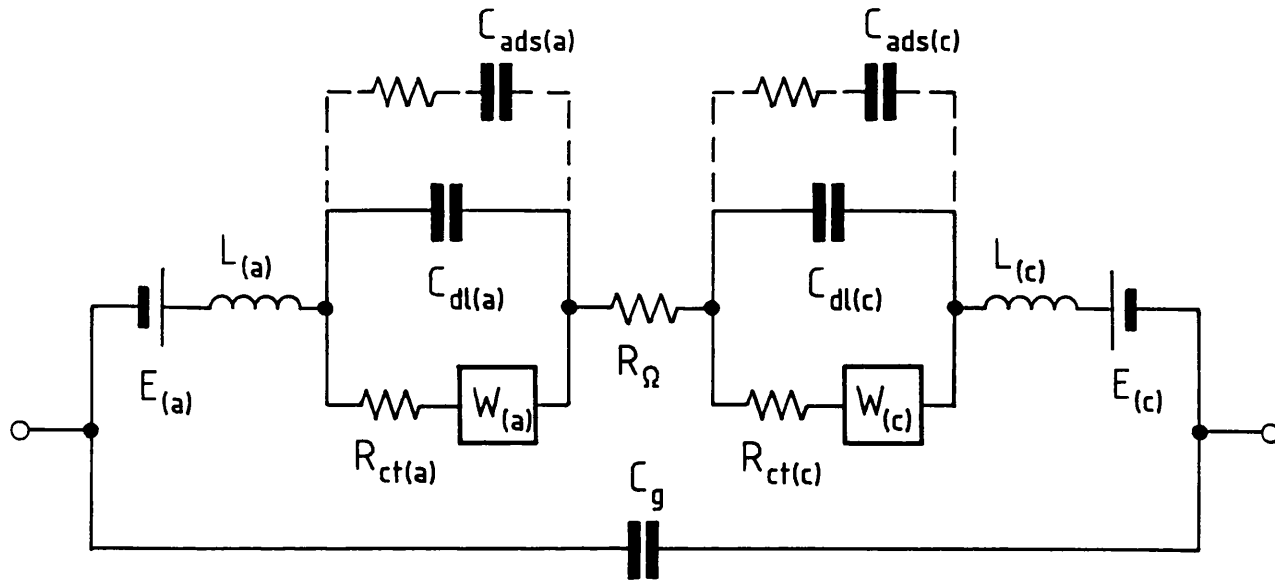 C_ads(a)
C_ads(c)
L_(a)
C_dl(a)
C_dl(c)
L_(c)
E_(a)
R_Ω
E_(c)
W_(a)
W_(c)
R_ct(a)
R_ct(c)
C_g